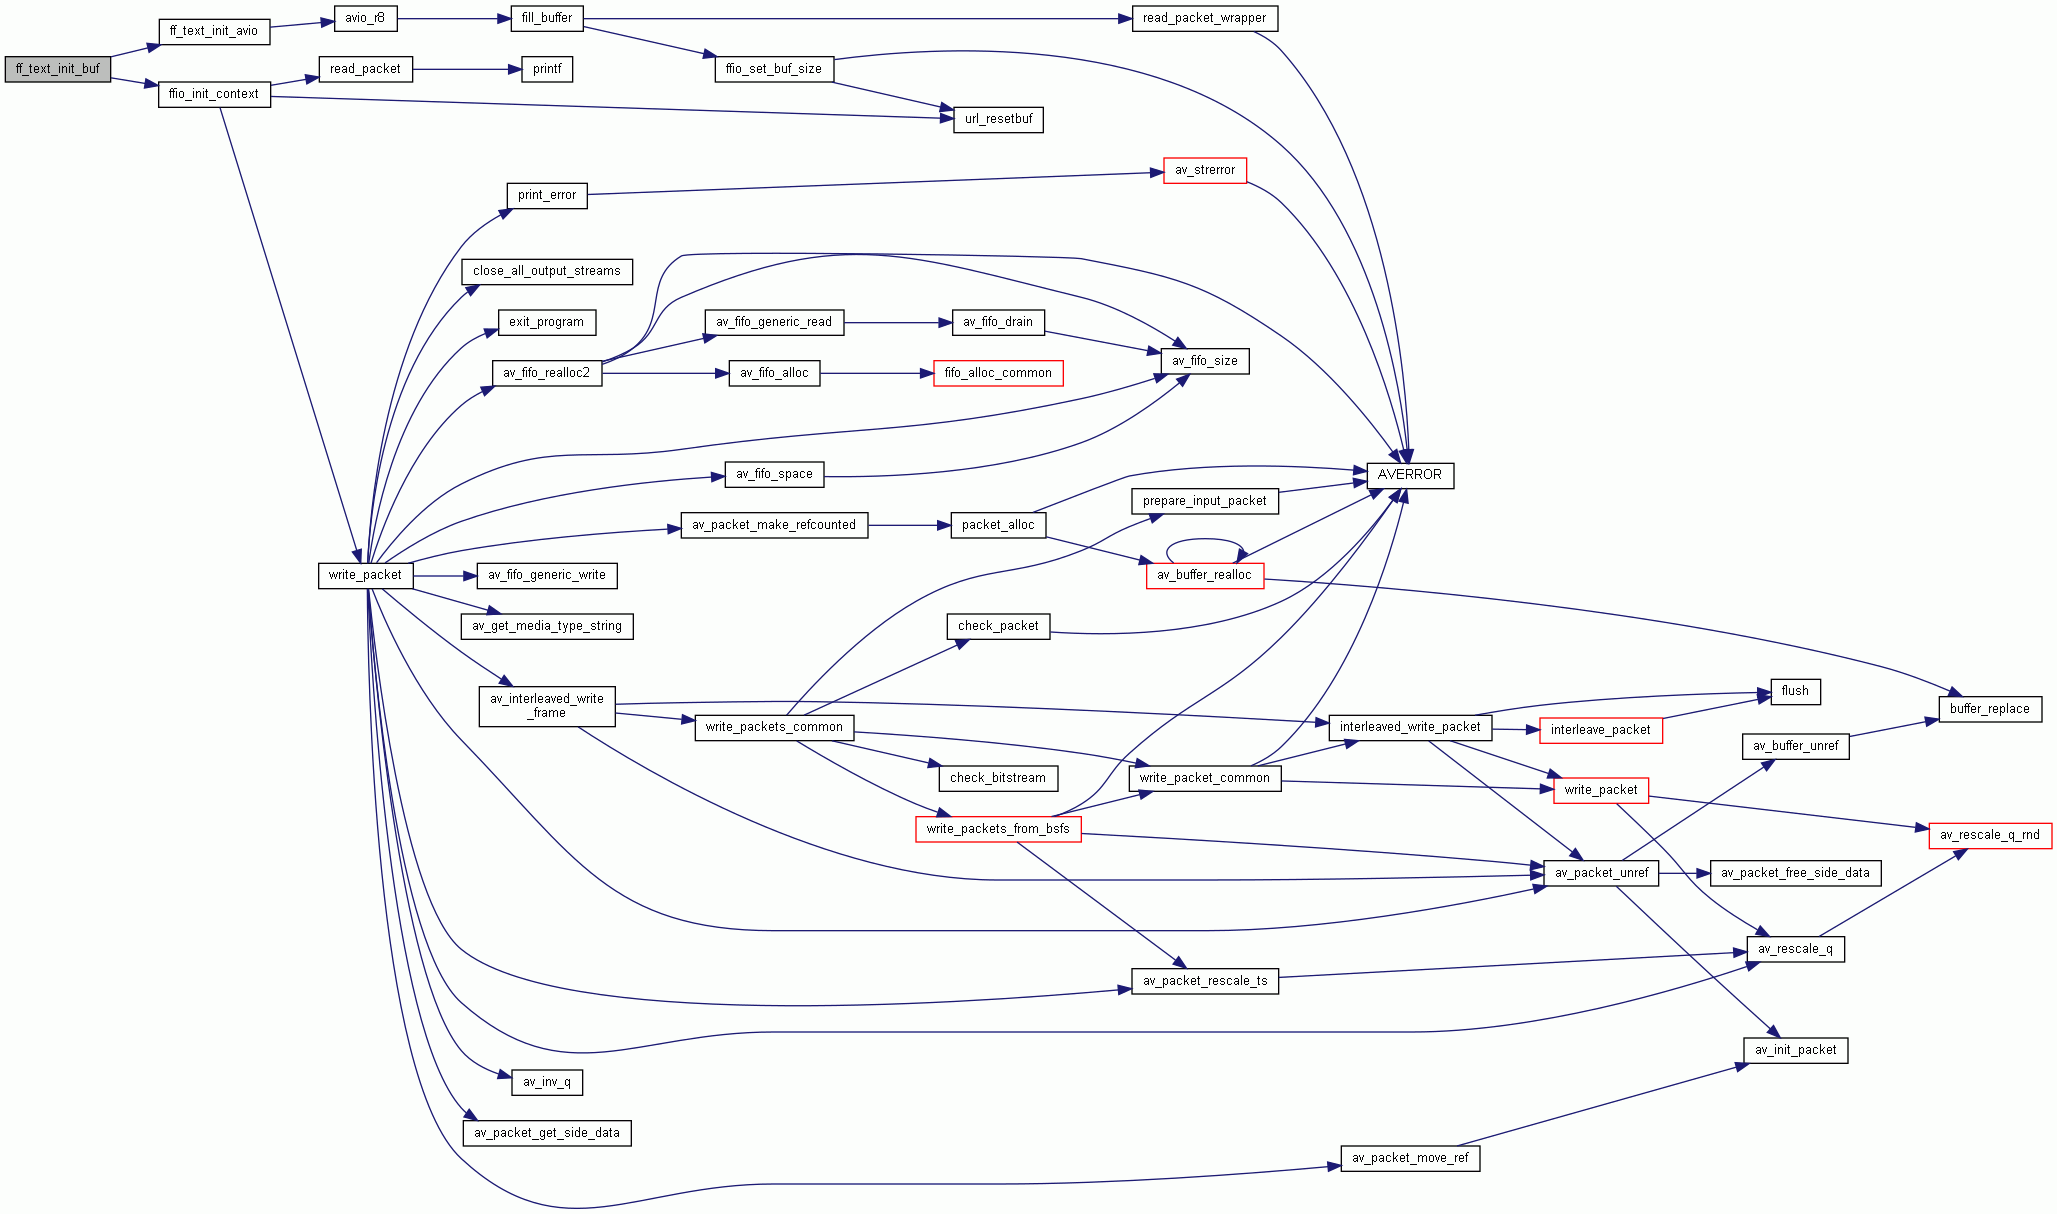 avio_r8
fill_buffer
read_packet_wrapper
ff_text_init_avio
ff_text_init_buf
read_packet
printf
ffio_set_buf_size
ffio_init_context
url_resetbuf
av_strerror
print_error
close_all_output_streams
exit_program
av_fifo_generic_read
av_fifo_drain
av_fifo_size
av_fifo_realloc2
av_fifo_alloc
fifo_alloc_common
av_fifo_space
AVERROR
prepare_input_packet
av_packet_make_refcounted
packet_alloc
write_packet
av_fifo_generic_write
av_buffer_realloc
av_get_media_type_string
check_packet
av_interleaved_write
_frame
flush
buffer_replace
write_packets_common
interleaved_write_packet
interleave_packet
av_buffer_unref
check_bitstream
write_packet_common
write_packet
write_packets_from_bsfs
av_rescale_q_rnd
av_packet_unref
av_packet_free_side_data
av_rescale_q
av_packet_rescale_ts
av_init_packet
av_inv_q
av_packet_get_side_data
av_packet_move_ref